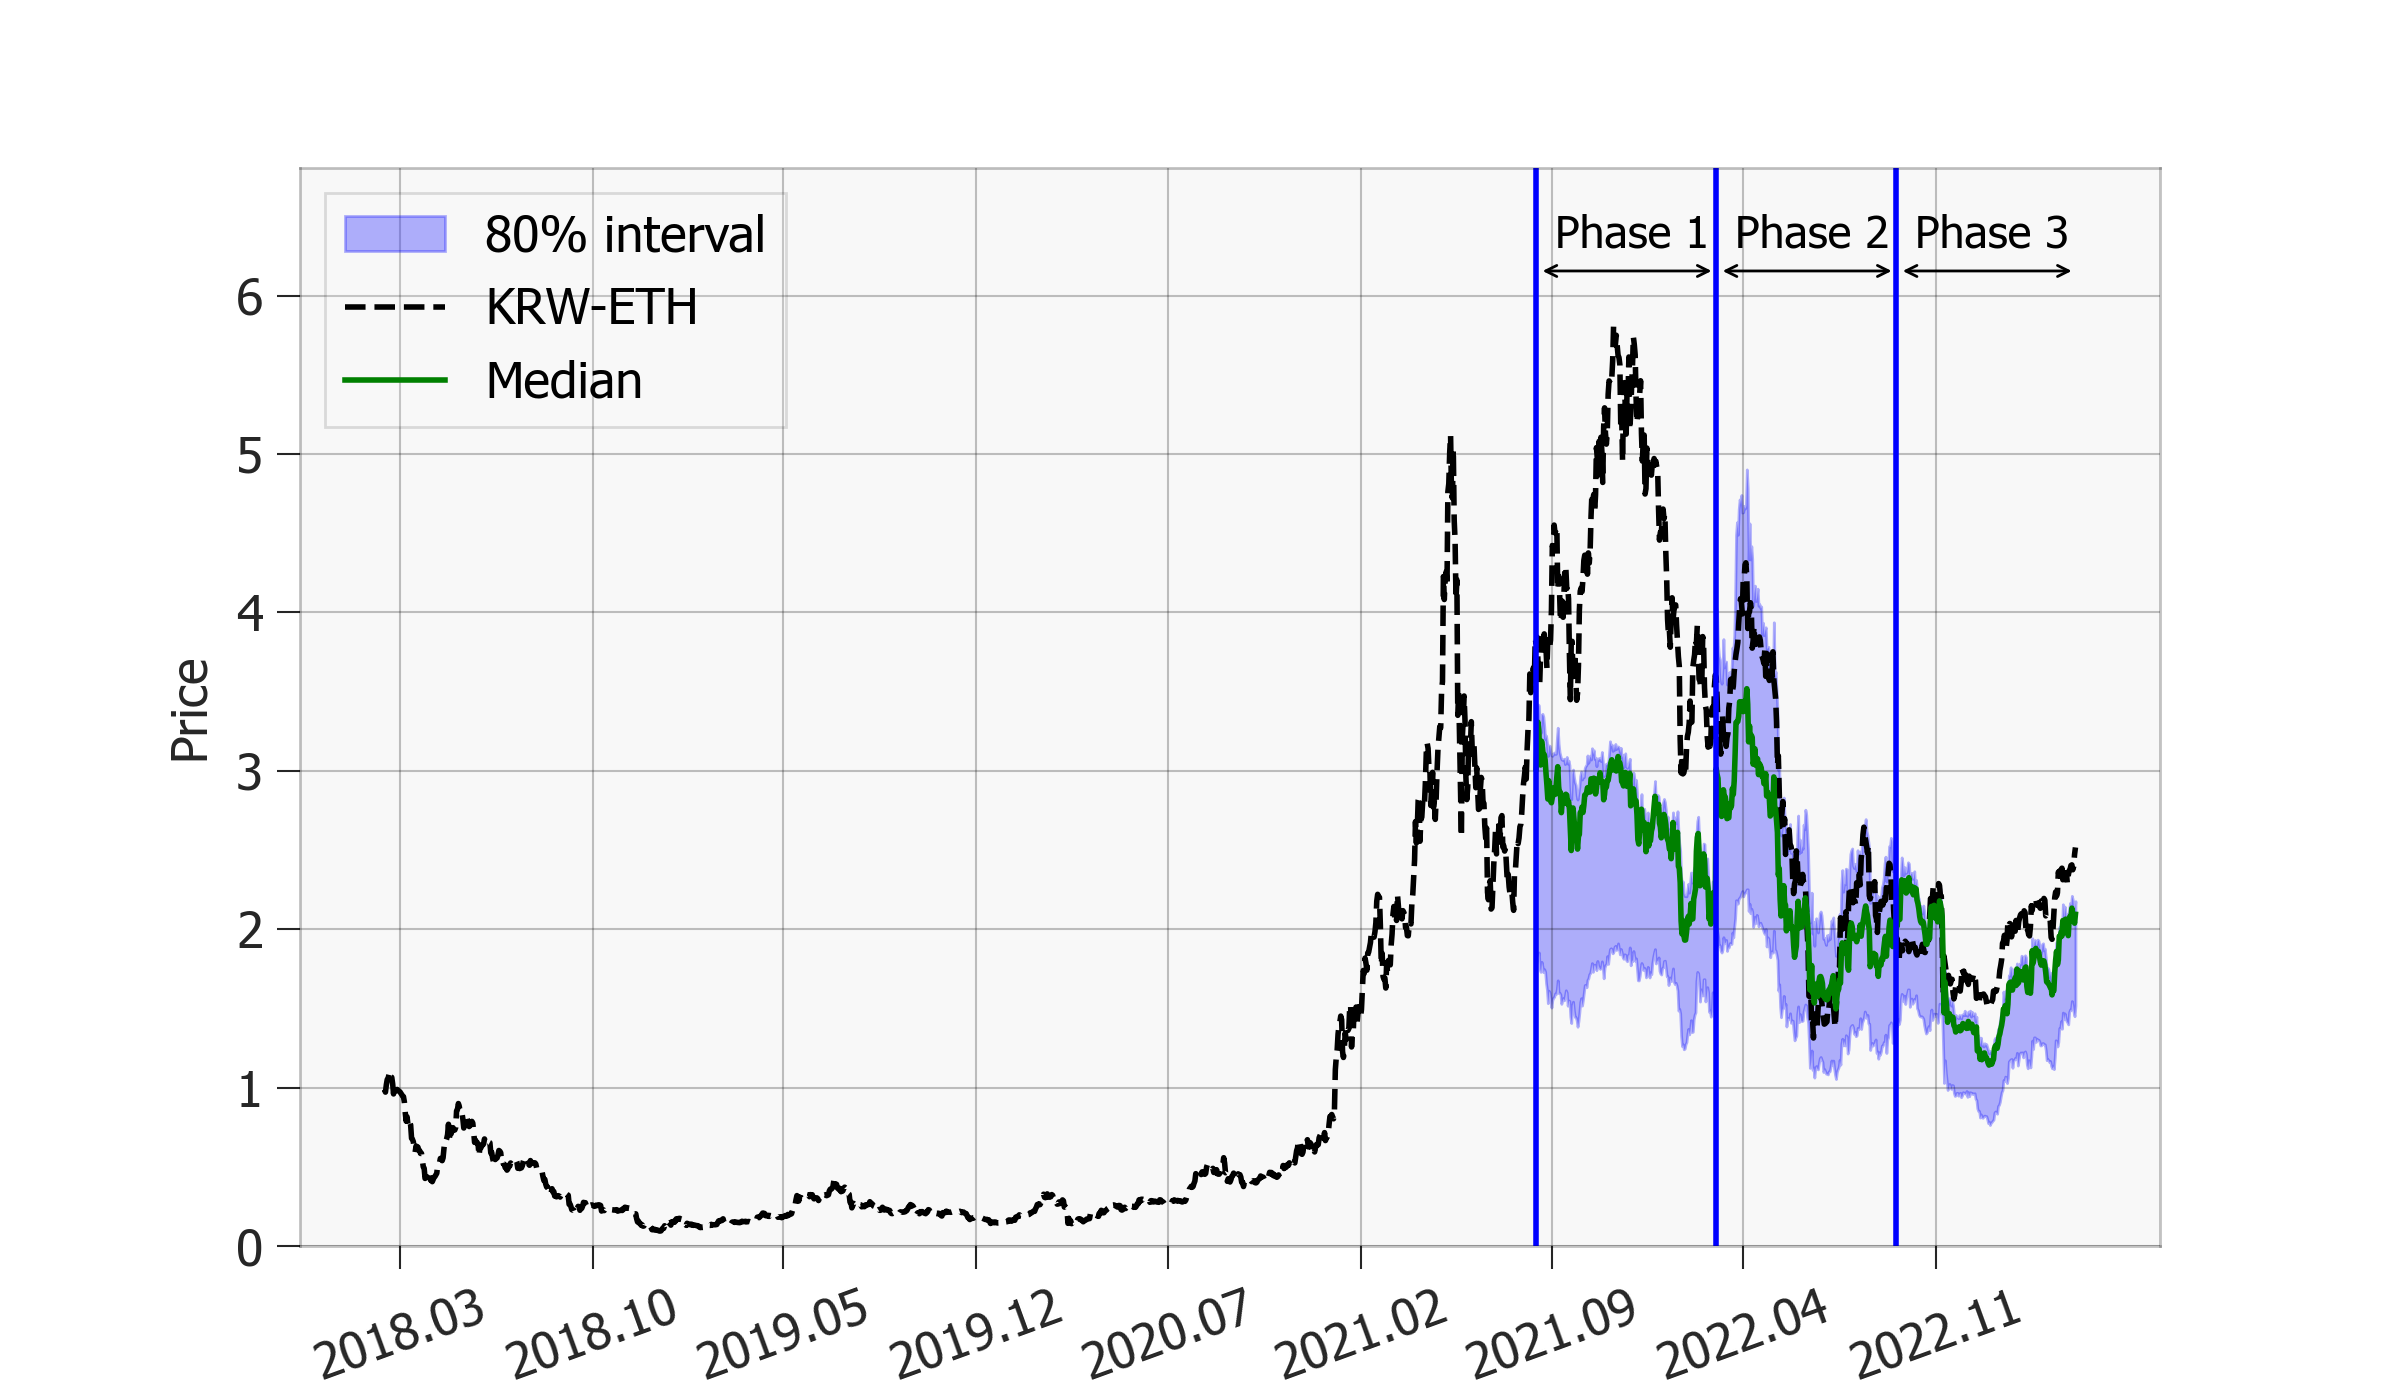 80% interval
KRW-ETH
Median
Phase 1
Phase 2
Phase 3
Price
6
5
4
3
2
1
0
2018.03
2018.10
2019.05
2019.12
2020.07
2021.02
2021.09
2022.04
2022.11